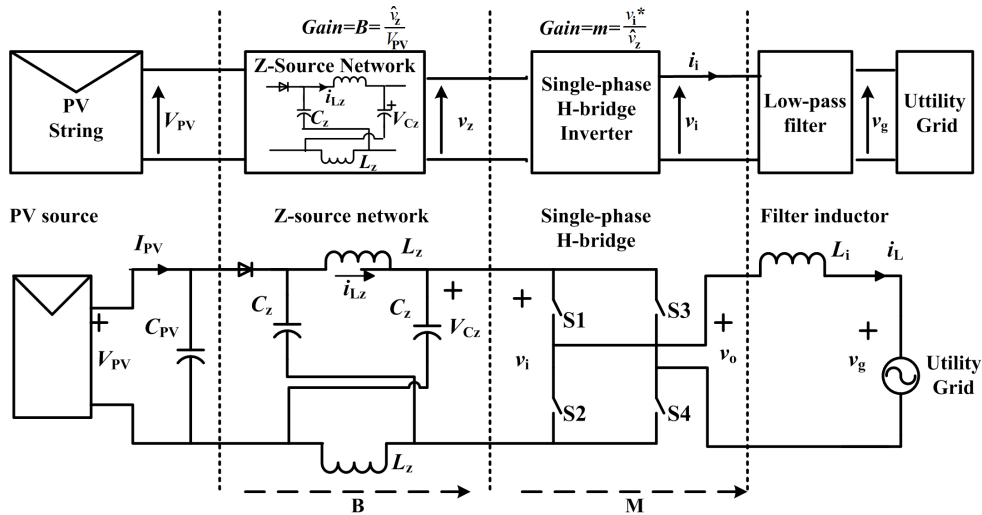 Gain=B=v̂z/VPV
Gain=m=vi*/v̂z
PV
String
VPV
Z-Source Network
iLz
Cz
VCz
Lz
vz
Single-phase
H-bridge
Inverter
ii
vi
Low-pass
filter
vg
Uttility
Grid
PV source
Z-source network
Single-phase
H-bridge
Filter inductor
IPV
Lz
Li
iL
iLz
Cz
Cz
VCz
CPV
VPV
S1
S3
vi
vo
vg
Utility
Grid
S2
S4
Lz
B
M